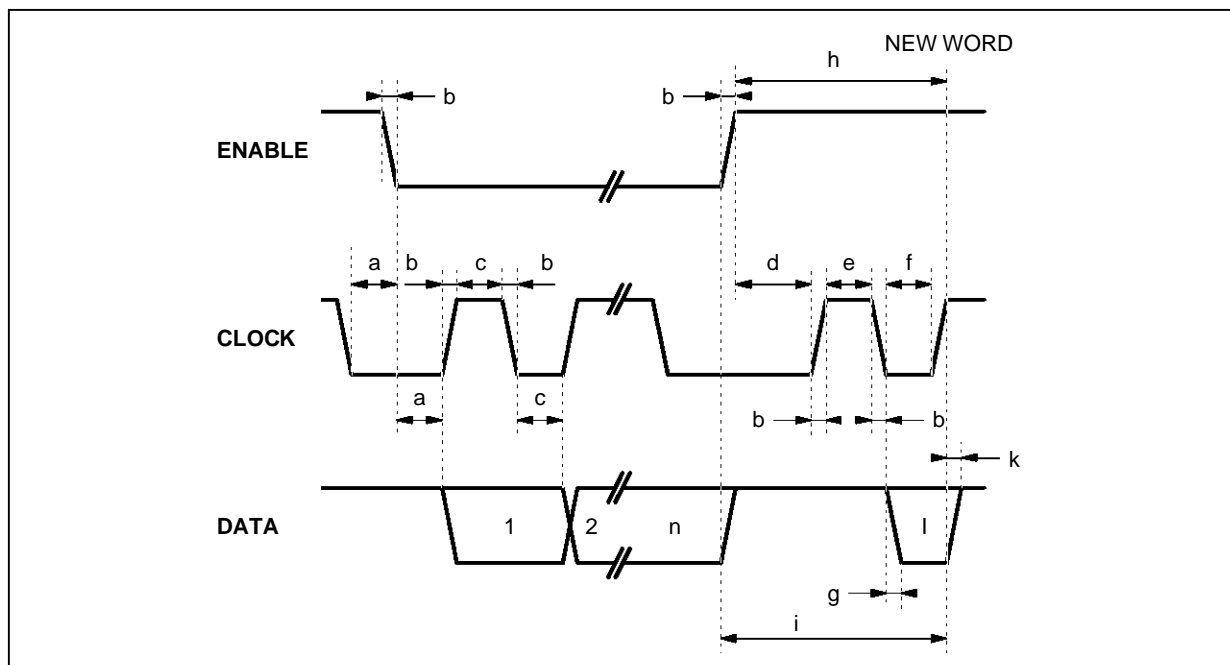 NEW WORD
h
b b
ENABLE
a b c b d e f
CLOCK
a c b b
k
DATA 1 2 n I
g
i